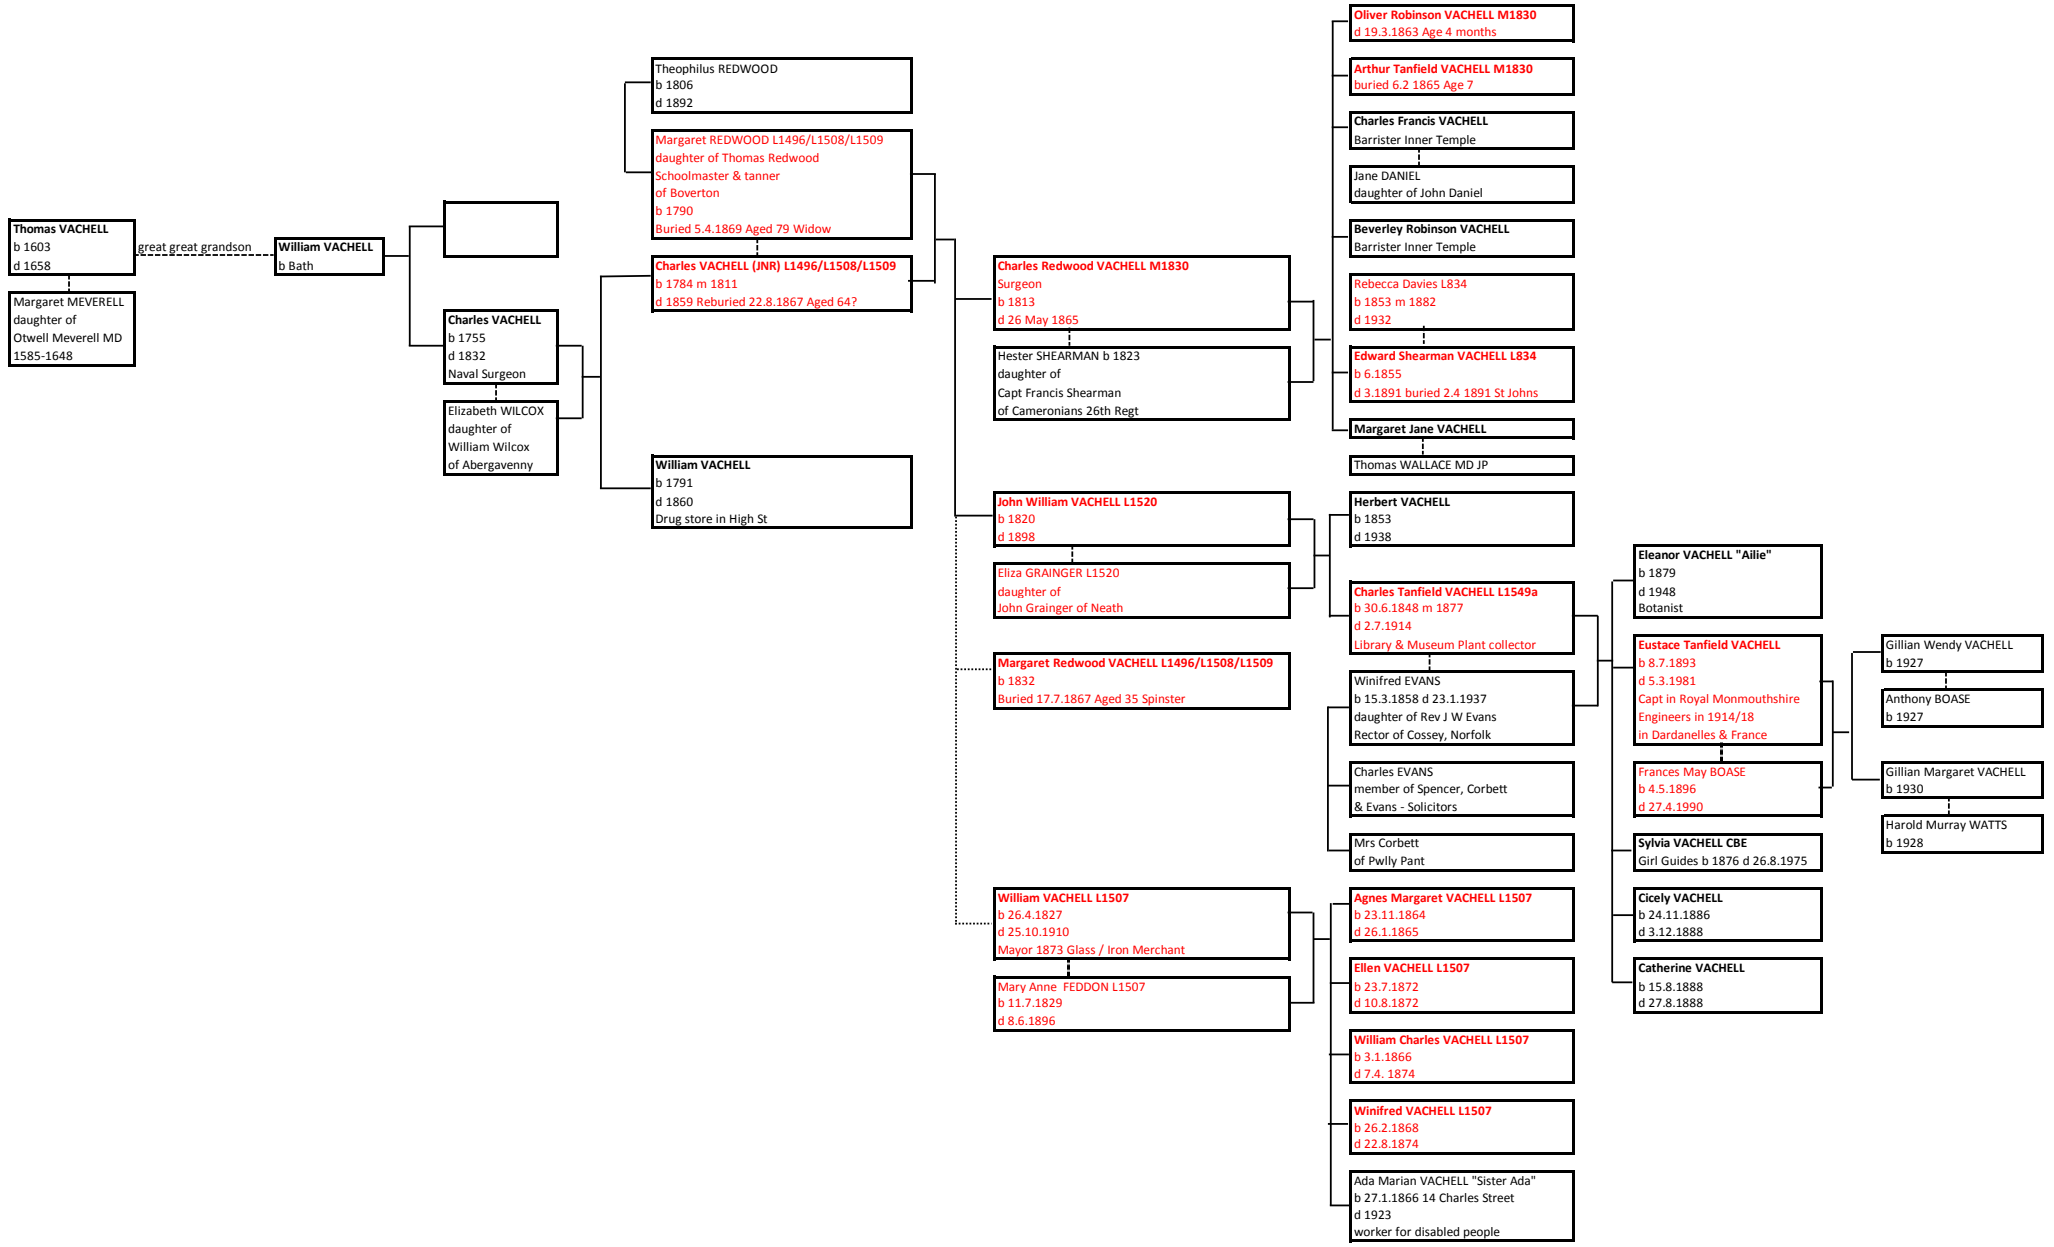 Thomas VACHELL
b 1603
d 1658
great great grandson
Margaret MEVERELL
daughter of
Otwell Meverell MD
1585-1648
William VACHELL
b Bath
Charles VACHELL
b 1755
d 1832
Naval Surgeon
Elizabeth WILCOX
daughter of
William Wilcox
of Abergavenny
Theophilus REDWOOD
b 1806
d 1892
Margaret REDWOOD L1496/L1508/L1509
daughter of Thomas Redwood
Schoolmaster & tanner
of Boverton
b 1790
Buried 5.4.1869 Aged 79 Widow
Charles VACHELL (JNR) L1496/L1508/L1509
b 1784 m 1811
d 1859 Reburied 22.8.1867 Aged 64?
William VACHELL
b 1791
d 1860
Drug store in High St
Charles Redwood VACHELL M1830
Surgeon
b 1813
d 26 May 1865
Hester SHEARMAN b 1823
daughter of
Capt Francis Shearman
of Cameronians 26th Regt
John William VACHELL L1520
b 1820
d 1898
Eliza GRAINGER L1520
daughter of
John Grainger of Neath
Margaret Redwood VACHELL L1496/L1508/L1509
b 1832
Buried 17.7.1867 Aged 35 Spinster
William VACHELL L1507
b 26.4.1827
d 25.10.1910
Mayor 1873 Glass / Iron Merchant
Mary Anne  FEDDON L1507
b 11.7.1829
d 8.6.1896
Oliver Robinson VACHELL M1830
d 19.3.1863 Age 4 months
Arthur Tanfield VACHELL M1830
buried 6.2 1865 Age 7
Charles Francis VACHELL
Barrister Inner Temple
Jane DANIEL
daughter of John Daniel
Beverley Robinson VACHELL
Barrister Inner Temple
Rebecca Davies L834
b 1853 m 1882
d 1932
Edward Shearman VACHELL L834
b 6.1855
d 3.1891 buried 2.4 1891 St Johns
Margaret Jane VACHELL
Thomas WALLACE MD JP
Herbert VACHELL
b 1853
d 1938
Charles Tanfield VACHELL L1549a
b 30.6.1848 m 1877
d 2.7.1914
Library & Museum Plant collector
Winifred EVANS
b 15.3.1858 d 23.1.1937
daughter of Rev J W Evans
Rector of Cossey, Norfolk
Charles EVANS
member of Spencer, Corbett
& Evans - Solicitors
Mrs Corbett
of Pwlly Pant
Agnes Margaret VACHELL L1507
b 23.11.1864
d 26.1.1865
Ellen VACHELL L1507
b 23.7.1872
d 10.8.1872
William Charles VACHELL L1507
b 3.1.1866
d 7.4. 1874
Winifred VACHELL L1507
b 26.2.1868
d 22.8.1874
Ada Marian VACHELL "Sister Ada"
b 27.1.1866 14 Charles Street
d 1923
worker for disabled people
Eleanor VACHELL "Ailie"
b 1879
d 1948
Botanist
Eustace Tanfield VACHELL
b 8.7.1893
d 5.3.1981
Capt in Royal Monmouthshire
Engineers in 1914/18
in Dardanelles & France
Frances May BOASE
b 4.5.1896
d 27.4.1990
Sylvia VACHELL CBE
Girl Guides b 1876 d 26.8.1975
Cicely VACHELL
b 24.11.1886
d 3.12.1888
Catherine VACHELL
b 15.8.1888
d 27.8.1888
Gillian Wendy VACHELL
b 1927
Anthony BOASE
b 1927
Gillian Margaret VACHELL
b 1930
Harold Murray WATTS
b 1928